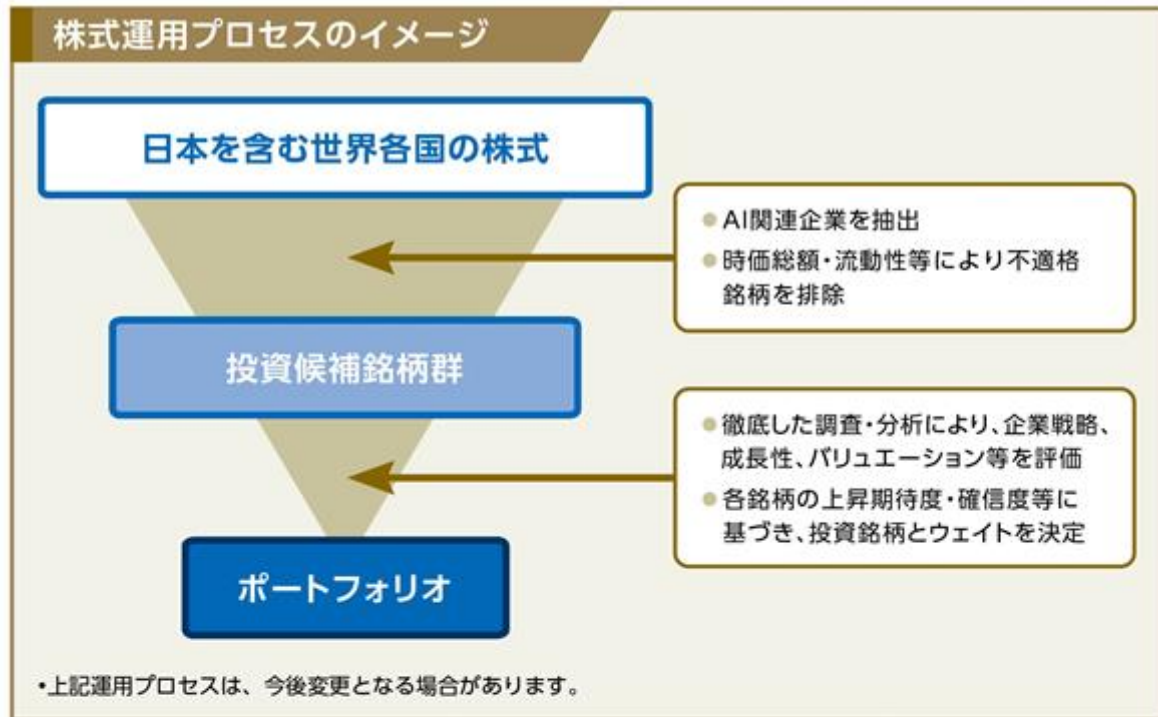 株式運用プロセスのイメージ
日本を含む世界各国の株式
●AI関連企業を抽出
●時価総額・流動性等により不適格
銘柄を排除
投資候補銘柄群
●徹底した調査・分析により、企業戦略、
成長性、バリュエーション等を評価
●各銘柄の上昇期待度・確信度等に
基づき、投資銘柄とウェイトを決定
ポートフォリオ
•上記運用プロセスは、今後変更となる場合があります。